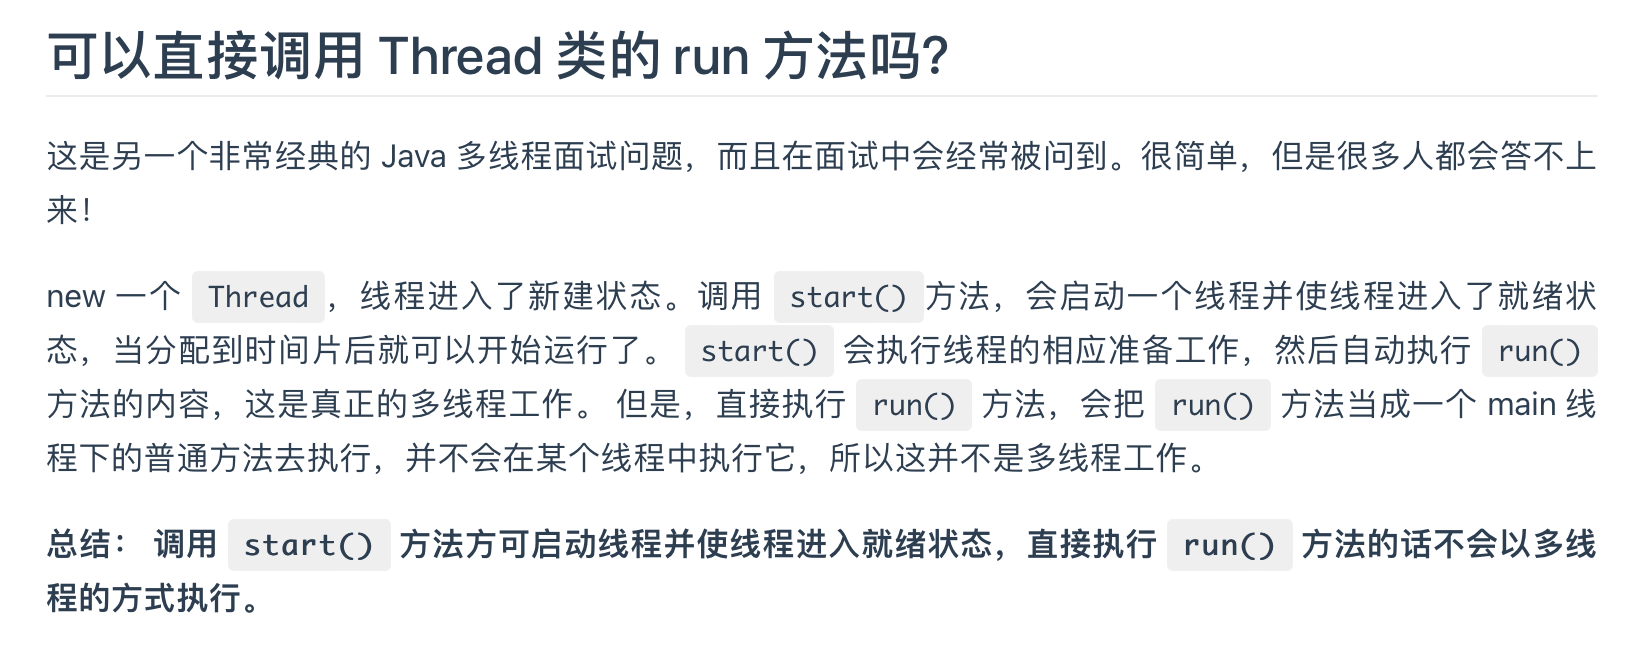 可以直接调用 Thread 类的 run 方法吗?
这是另一个非常经典的 Java 多线程面试问题，而且在面试中会经常被问到。很简单，但是很多人都会答不上
来！
new 一个 Thread ，线程进入了新建状态。调用 start() 方法，会启动一个线程并使线程进入了就绪状
态，当分配到时间片后就可以开始运行了。 start() 会执行线程的相应准备工作，然后自动执行 run()
方法的内容，这是真正的多线程工作。 但是，直接执行 run() 方法，会把 run() 方法当成一个 main 线
程下的普通方法去执行，并不会在某个线程中执行它，所以这并不是多线程工作。
总结： 调用 start() 方法方可启动线程并使线程进入就绪状态，直接执行 run() 方法的话不会以多线
程的方式执行。